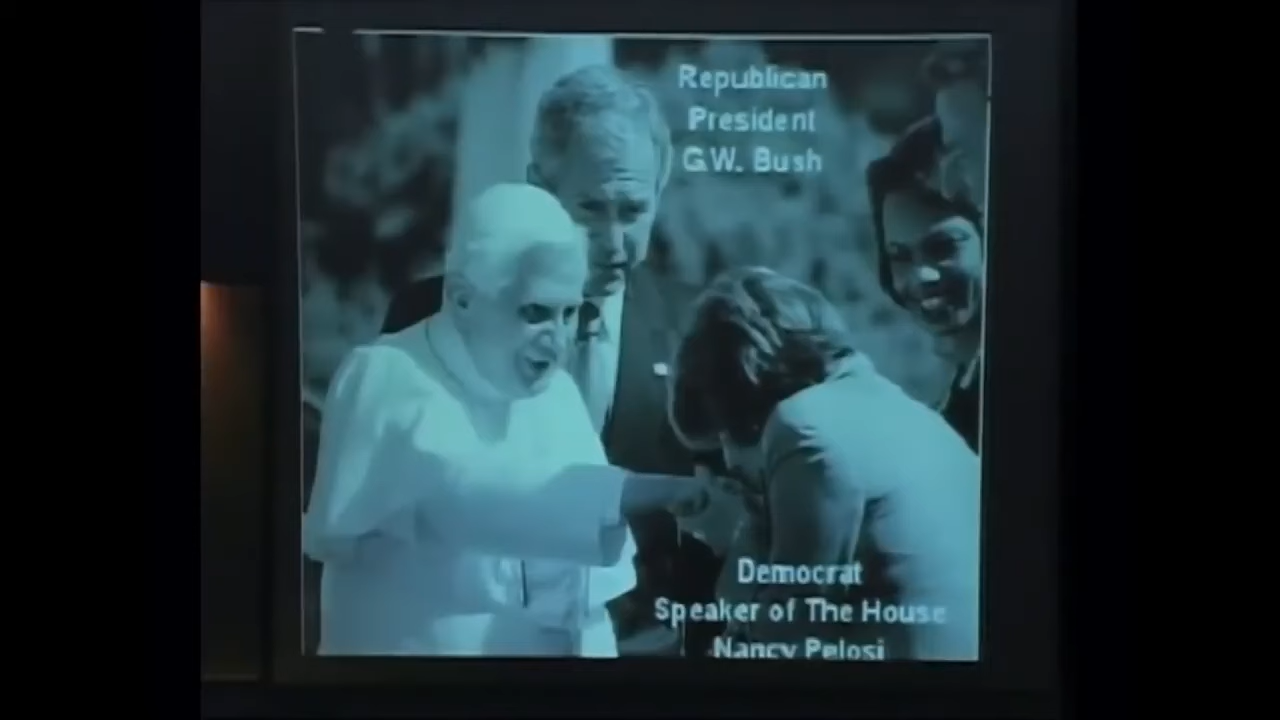 Republican
President
G.W. Bush
Democrat
Speaker of The House
Nancy Pelosi